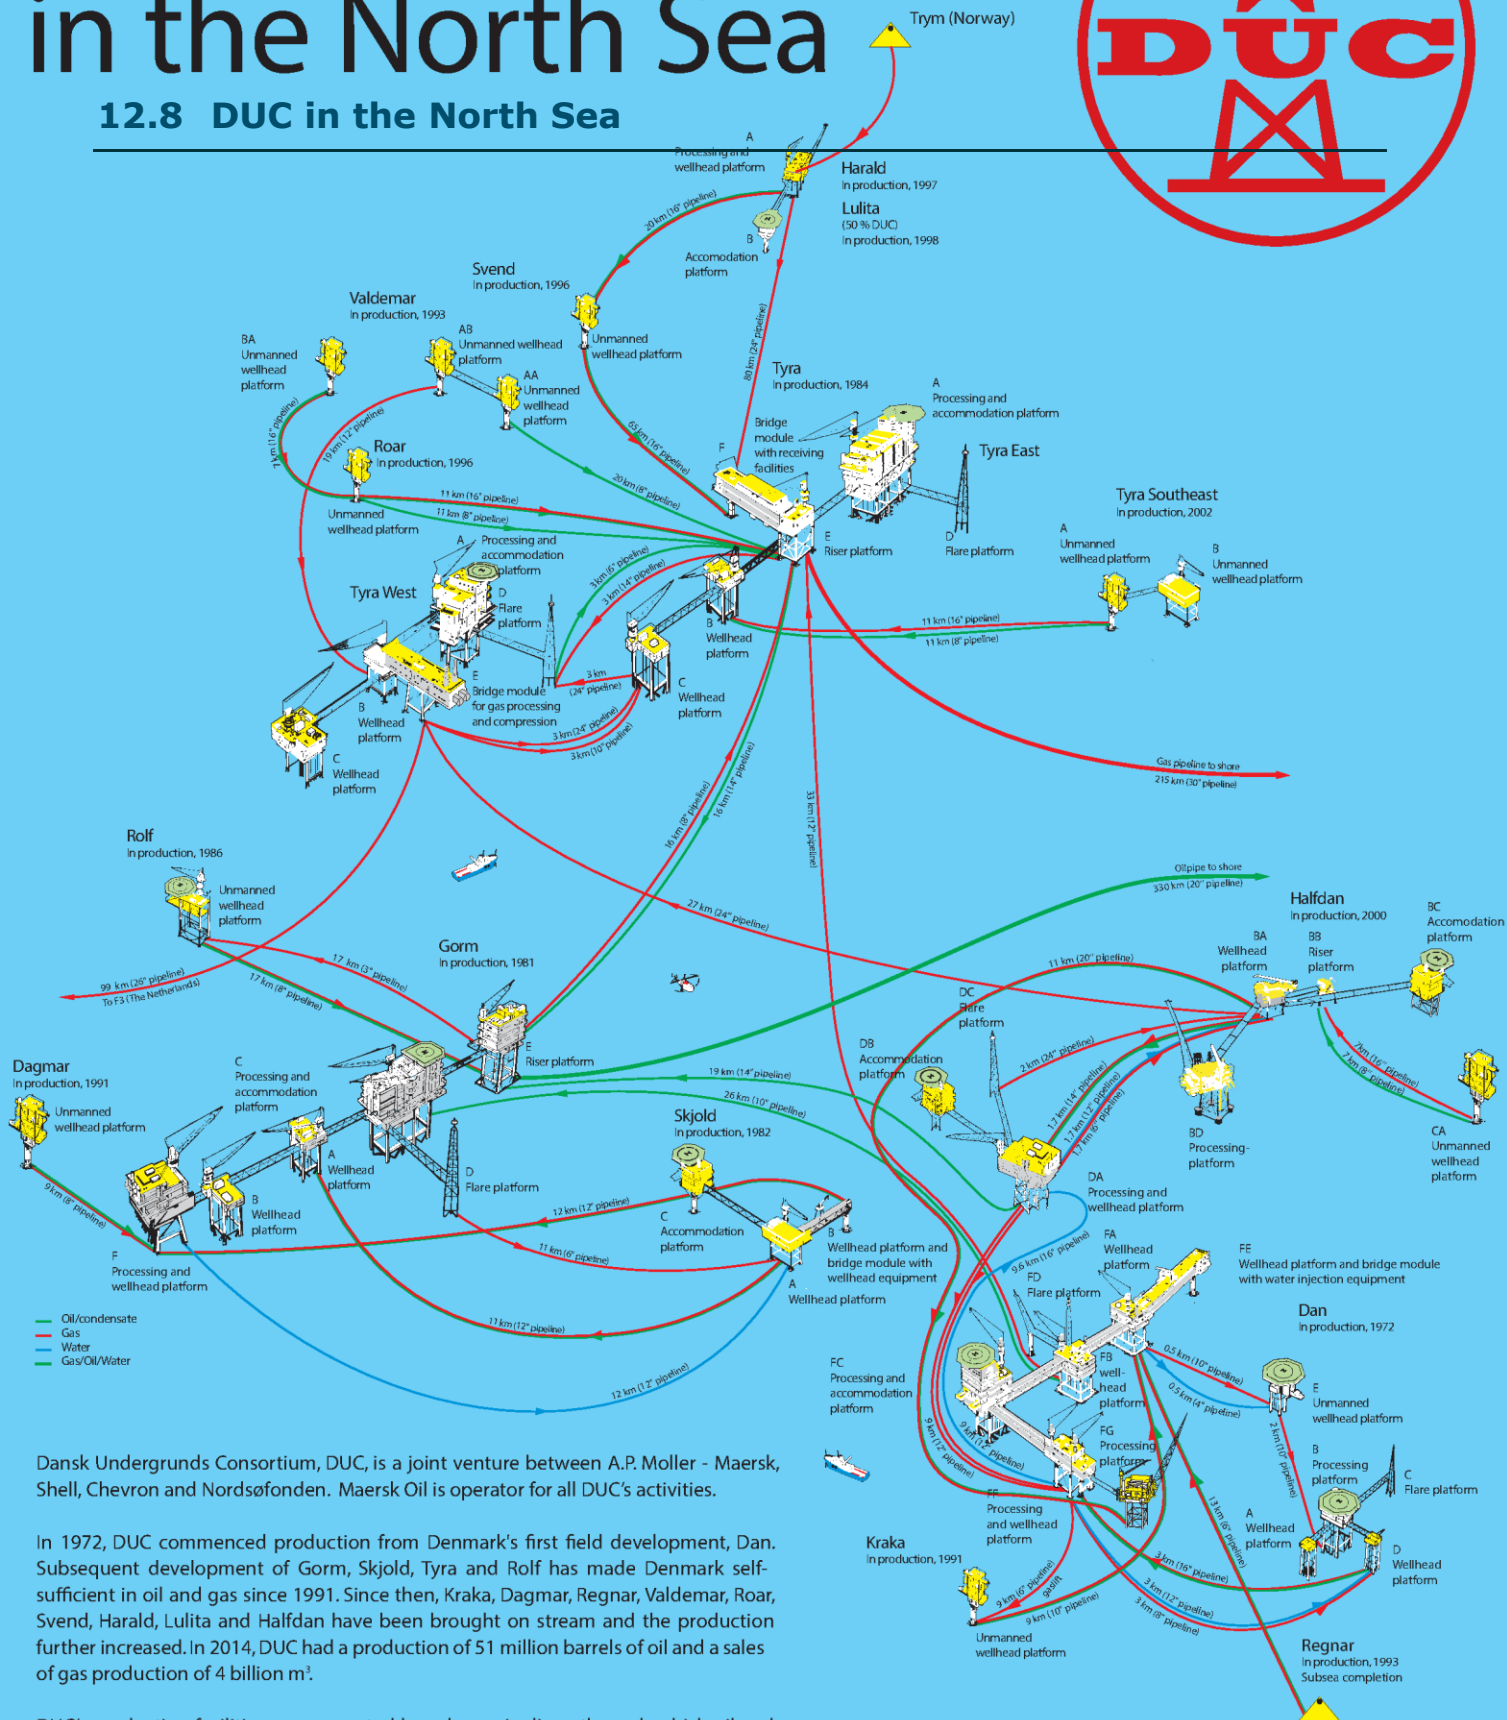 in the North Sea
12.8 DUC in the North Sea
DUC
Trym (Norway)
A
Processing and
wellhead platform
Harald
In production, 1997
Lulita
(50 % DUC)
In production, 1998
B
Accomodation
platform
20 km (16" pipeline)
80 km (24" pipeline)
Svend
In production, 1996
Unmanned
wellhead platform
65 km (16" pipeline)
Valdemar
In production, 1993
AB
Unmanned wellhead
platform
AA
Unmanned
wellhead
platform
BA
Unmanned
wellhead
platform
7 km (16" pipeline)
19 km (12" pipeline)
20 km (8" pipeline)
Roar
In production, 1996
Unmanned
wellhead platform
11 km (16" pipeline)
11 km (8" pipeline)
Tyra
In production, 1984
A
Processing and
accommodation platform
Bridge
module
with receiving
facilities
F
Tyra East
E
Riser platform
D
Flare platform
Tyra Southeast
In production, 2002
A
Unmanned
wellhead platform
B
Unmanned
wellhead platform
11 km (16" pipeline)
11 km (8" pipeline)
B
Wellhead
platform
C
Wellhead
platform
Tyra West
A
Processing and
accommodation
platform
D
Flare
platform
E
Bridge module
for gas processing
and compression
B
Wellhead
platform
C
Wellhead
platform
3 km (6" pipeline)
3 km (14" pipeline)
3 km
(24" pipeline)
3 km (24" pipeline)
3 km (10" pipeline)
Gas pipeline to shore
215 km (30" pipeline)
16 km (8" pipeline)
16 km (14" pipeline)
33 km (12" pipeline)
27 km (24" pipeline)
Oilpipe to shore
330 km (20" pipeline)
Rolf
In production, 1986
Unmanned
wellhead
platform
99 km (26" pipeline)
To F3 (The Netherlands)
17 km (3" pipeline)
17 km (8" pipeline)
Gorm
In production, 1981
E
Riser platform
C
Processing and
accommodation
platform
A
Wellhead
platform
B
Wellhead
platform
D
Flare platform
F
Processing and
wellhead platform
Dagmar
In production, 1991
Unmanned
wellhead platform
9 km (8" pipeline)
19 km (14" pipeline)
26 km (10" pipeline)
Skjold
In production, 1982
C
Accommodation
platform
B
Wellhead platform and
bridge module with
wellhead equipment
A
Wellhead platform
12 km (12" pipeline)
11 km (6" pipeline)
11 km (12" pipeline)
12 km (12" pipeline)
Halfdan
In production, 2000
BA
Wellhead
platform
BB
Riser
platform
BC
Accomodation
platform
BD
Processing-
platform
CA
Unmanned
wellhead
platform
7km (16" pipeline)
7 km (8" pipeline)
11 km (20" pipeline)
DC
Flare
platform
DB
Accommodation
platform
DA
Processing and
wellhead platform
2 km (24" pipeline)
1.7 km (14" pipeline)
1.7 km (12" pipeline)
1.7 km (6" pipeline)
9.6 km (16" pipeline)
FA
Wellhead
platform
FE
Wellhead platform and bridge module
with water injection equipment
FD
Flare platform
Dan
In production, 1972
FB
well-
head
platform
FC
Processing and
accommodation
platform
FG
Processing
platform
FF
Processing
and wellhead
platform
0.5 km (10" pipeline)
0.5 km (4" pipeline)
E
Unmanned
wellhead platform
2 km (10" pipeline)
B
Processing
platform
C
Flare platform
A
Wellhead
platform
D
Wellhead
platform
9 km (12" pipeline)
9 km (12" pipeline)
13 km (6" pipeline)
3 km (16" pipeline)
3 km (12" pipeline)
3 km (8" pipeline)
Kraka
In production, 1991
Unmanned
wellhead platform
9 km (6" pipeline)
gaslift
9 km (10" pipeline)
Regnar
In production, 1993
Subsea completion
Oil/condensate
Gas
Water
Gas/Oil/Water
Dansk Undergrunds Consortium, DUC, is a joint venture between A.P. Moller - Maersk,
Shell, Chevron and Nordsøfonden. Maersk Oil is operator for all DUC's activities.
In 1972, DUC commenced production from Denmark's first field development, Dan.
Subsequent development of Gorm, Skjold, Tyra and Rolf has made Denmark self-
sufficient in oil and gas since 1991. Since then, Kraka, Dagmar, Regnar, Valdemar, Roar,
Svend, Harald, Lulita and Halfdan have been brought on stream and the production
further increased. In 2014, DUC had a production of 51 million barrels of oil and a sales
of gas production of 4 billion m³.